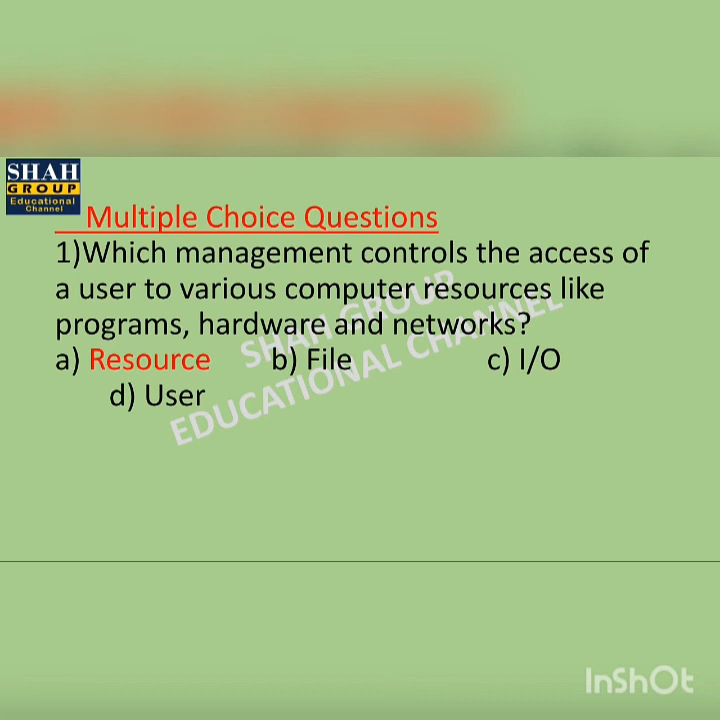 SHAH
GROUP
Educational
Channel
Multiple Choice Questions
1)Which management controls the access of
a user to various computer resources like
programs, hardware and networks?
a) Resource b) File c) I/O
d) User
SHAH GROUP
EDUCATIONAL CHANNEL
InShOt